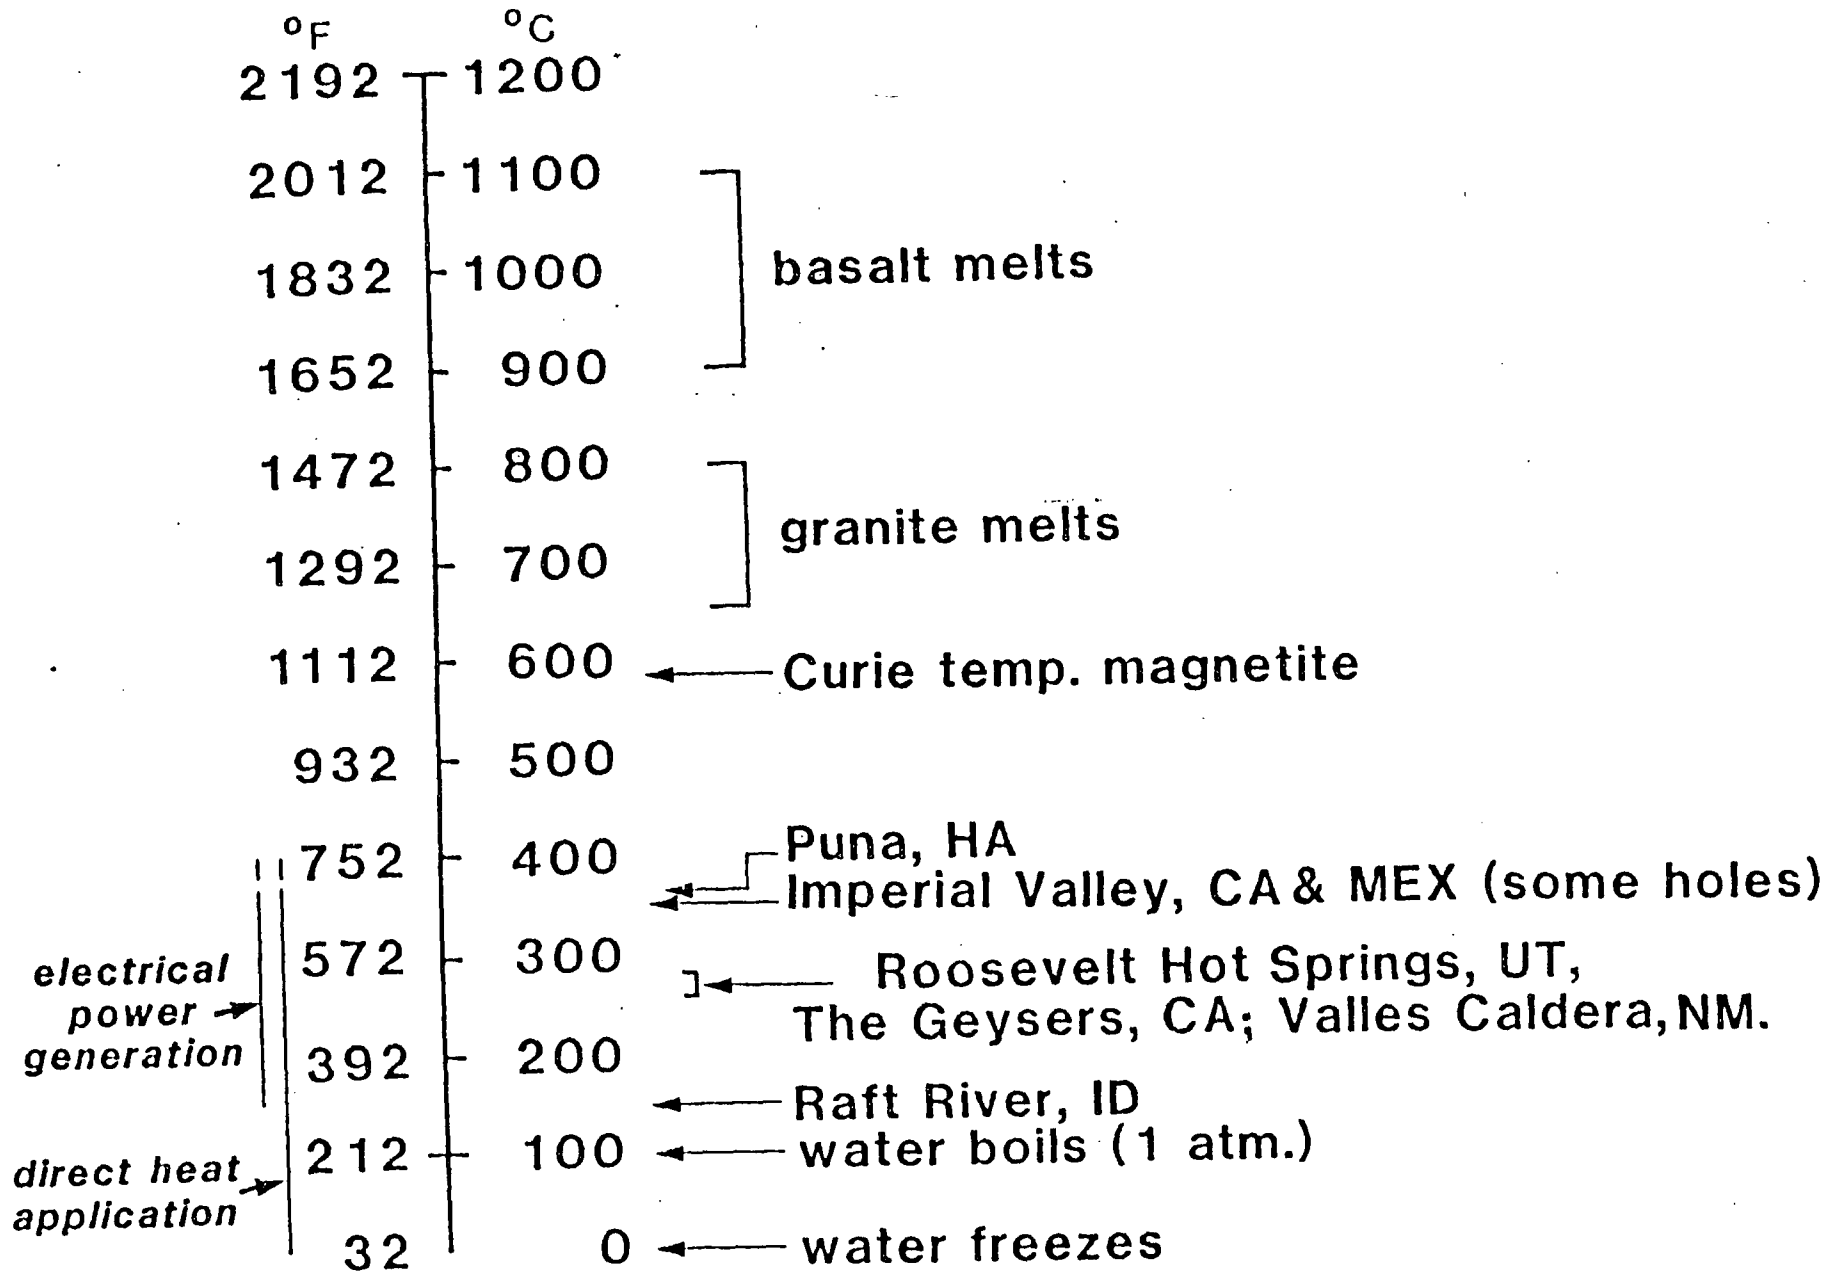 °F °C
2192 1200
2012 1100
1832 1000
basalt melts
1652 900
1472 800
granite melts
1292 700
1112 600 Curie temp. magnetite
932 500
Puna, HA
752 400
Imperial Valley, CA & MEX (some holes)
572 300
Roosevelt Hot Springs, UT,
The Geysers, CA; Valles Caldera, NM.
electrical
power
generation
392 200
Raft River, ID
212 100 water boils (1 atm.)
direct heat
application
32 0 water freezes